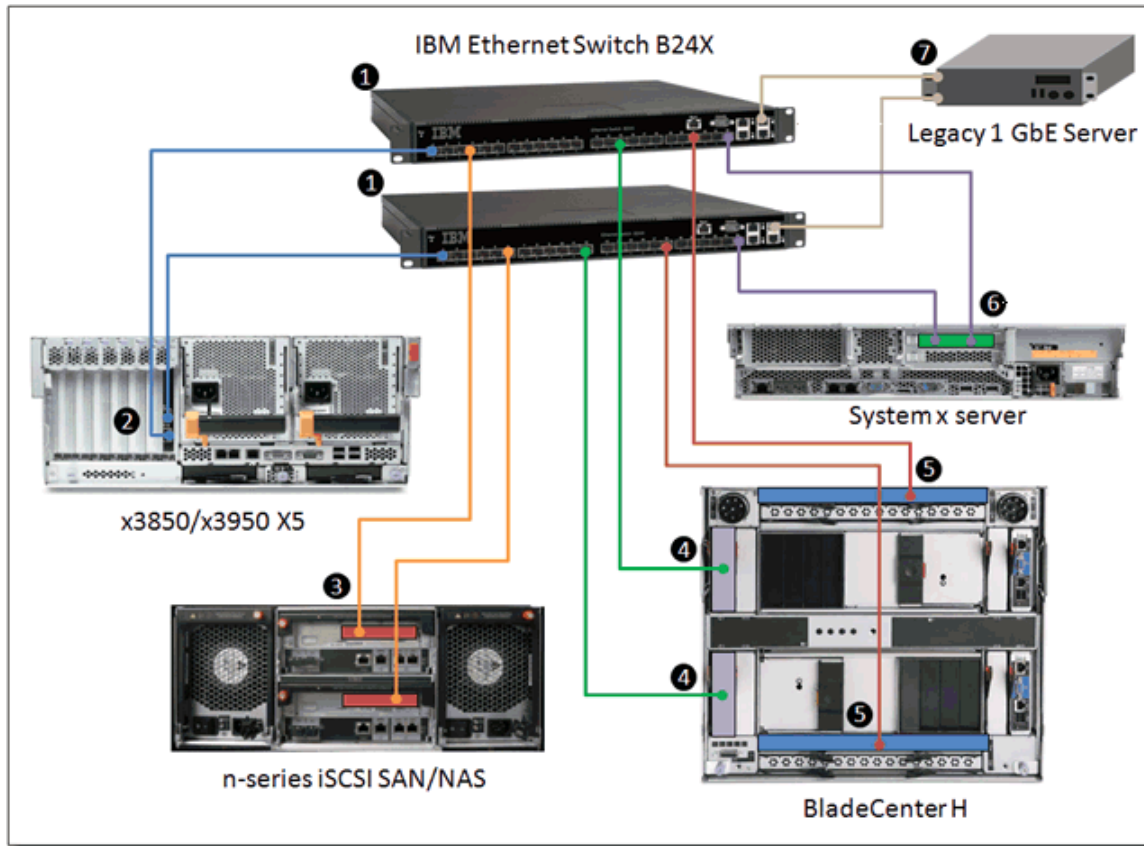 IBM Ethernet Switch B24X
1
7
IBM
Legacy 1 GbE Server
1
IBM
6
2
System x server
x3850/x3950 X5
5
3
4
4
5
n-series iSCSI SAN/NAS
BladeCenter H